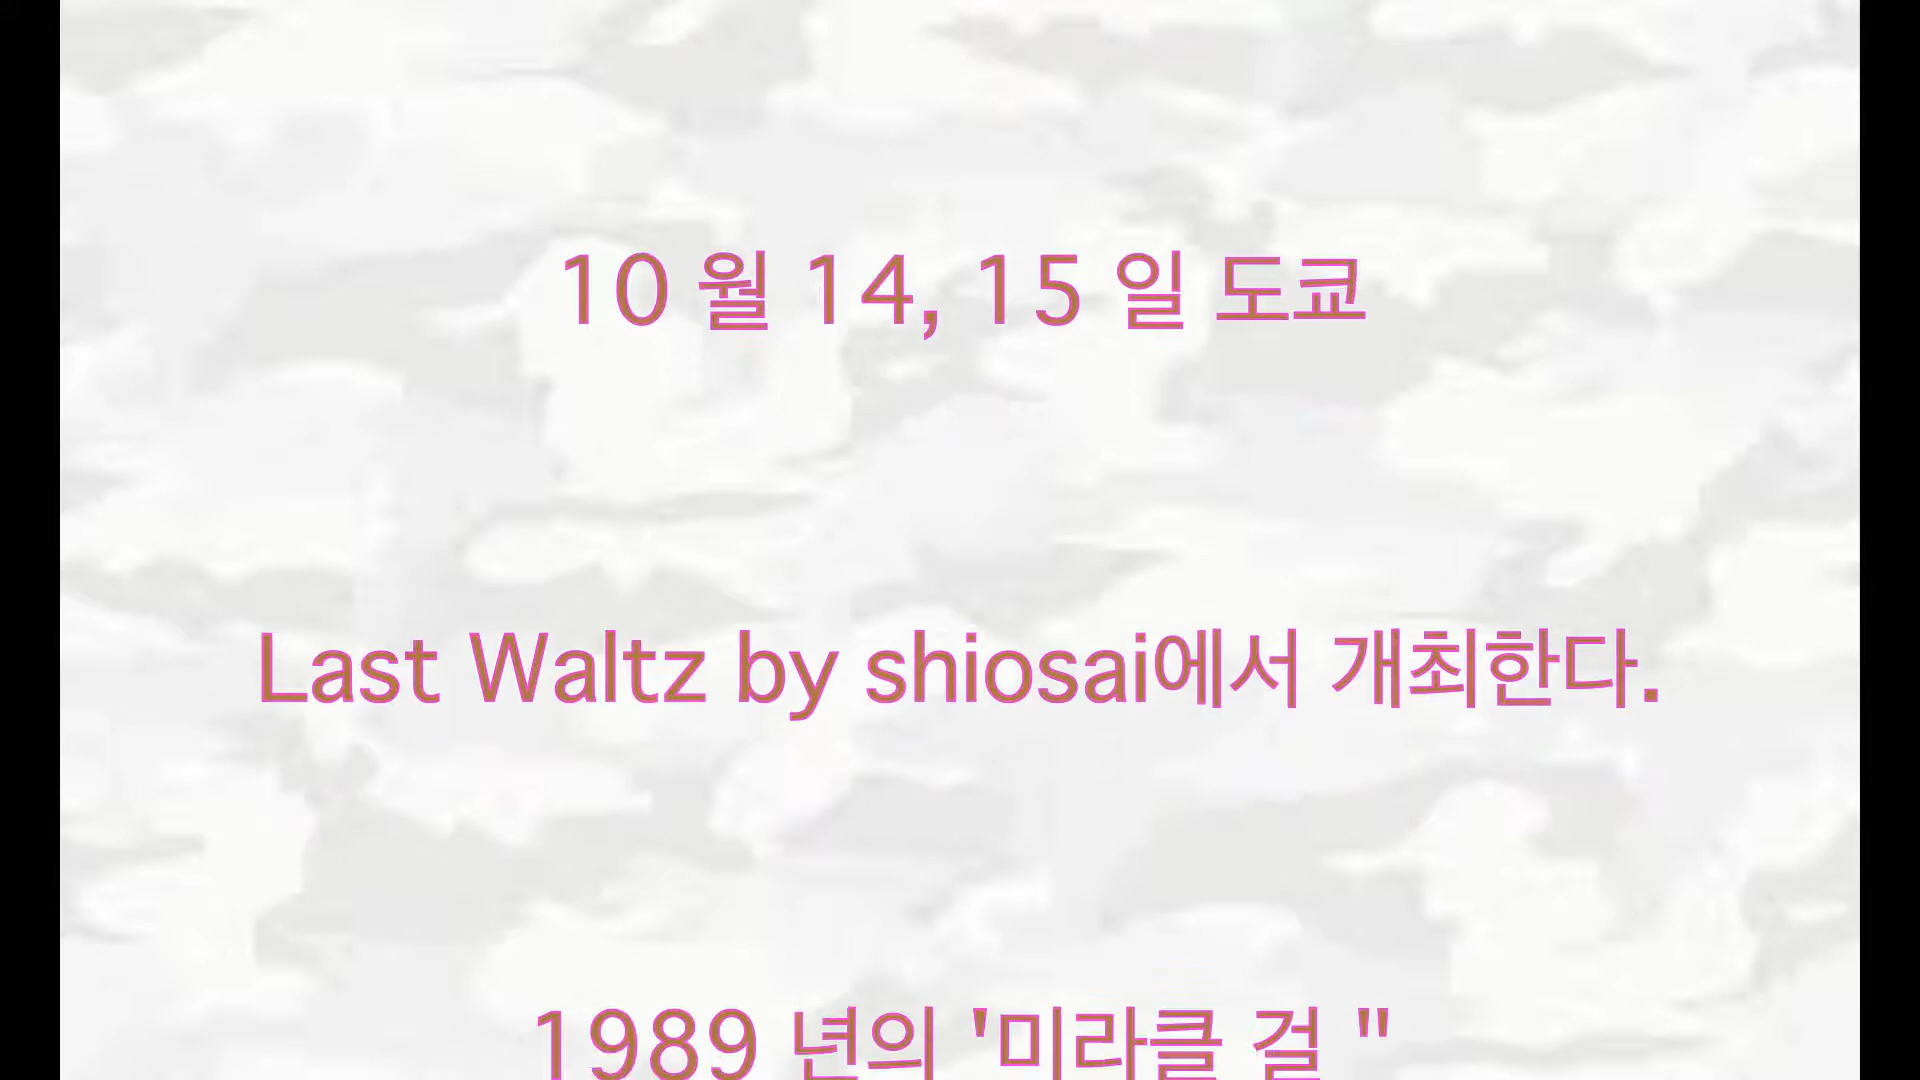 10 월 14, 15 일 도쿄
Last Waltz by shiosai에서 개최한다.
1989 년의 '미라클 걸 "